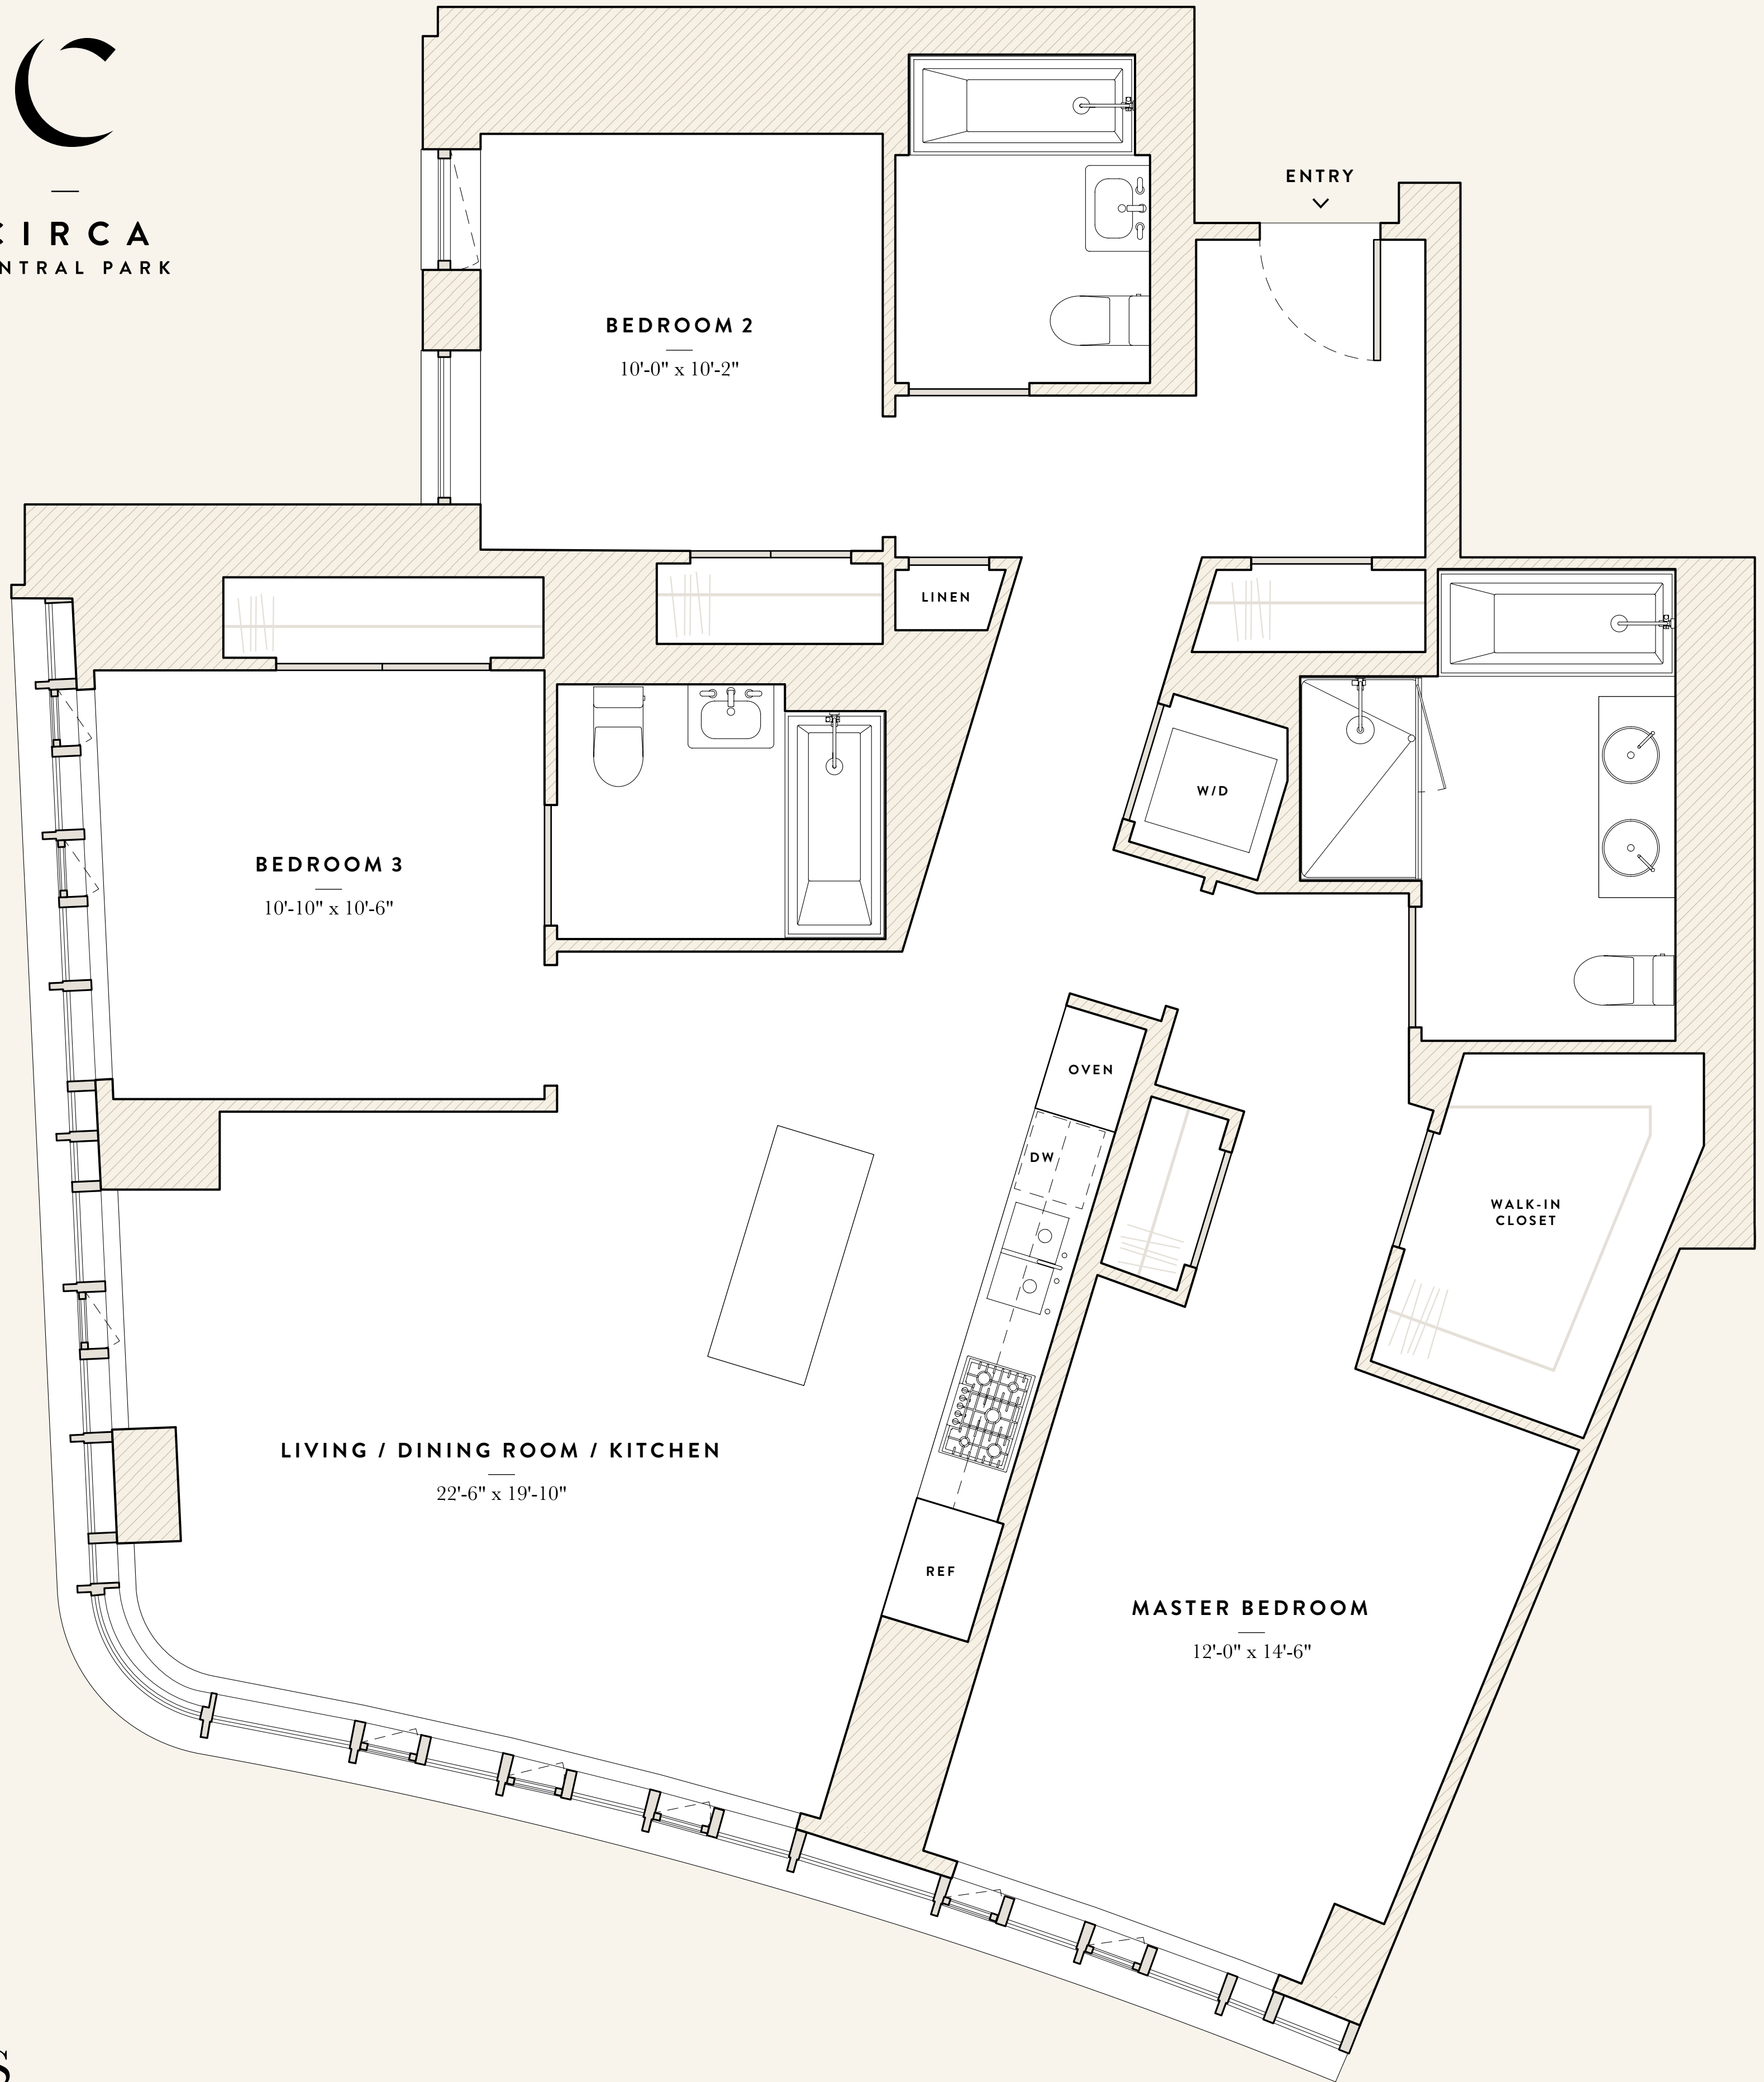 CIRCA
NTRAL PARK
ENTRY
BEDROOM 2
10'-0" x 10'-2"
LINEN
W/D
BEDROOM 3
10'-10" x 10'-6"
OVEN
DW
WALK-IN
CLOSET
LIVING / DINING ROOM / KITCHEN
22'-6" x 19'-10"
REF
MASTER BEDROOM
12'-0" x 14'-6"
S